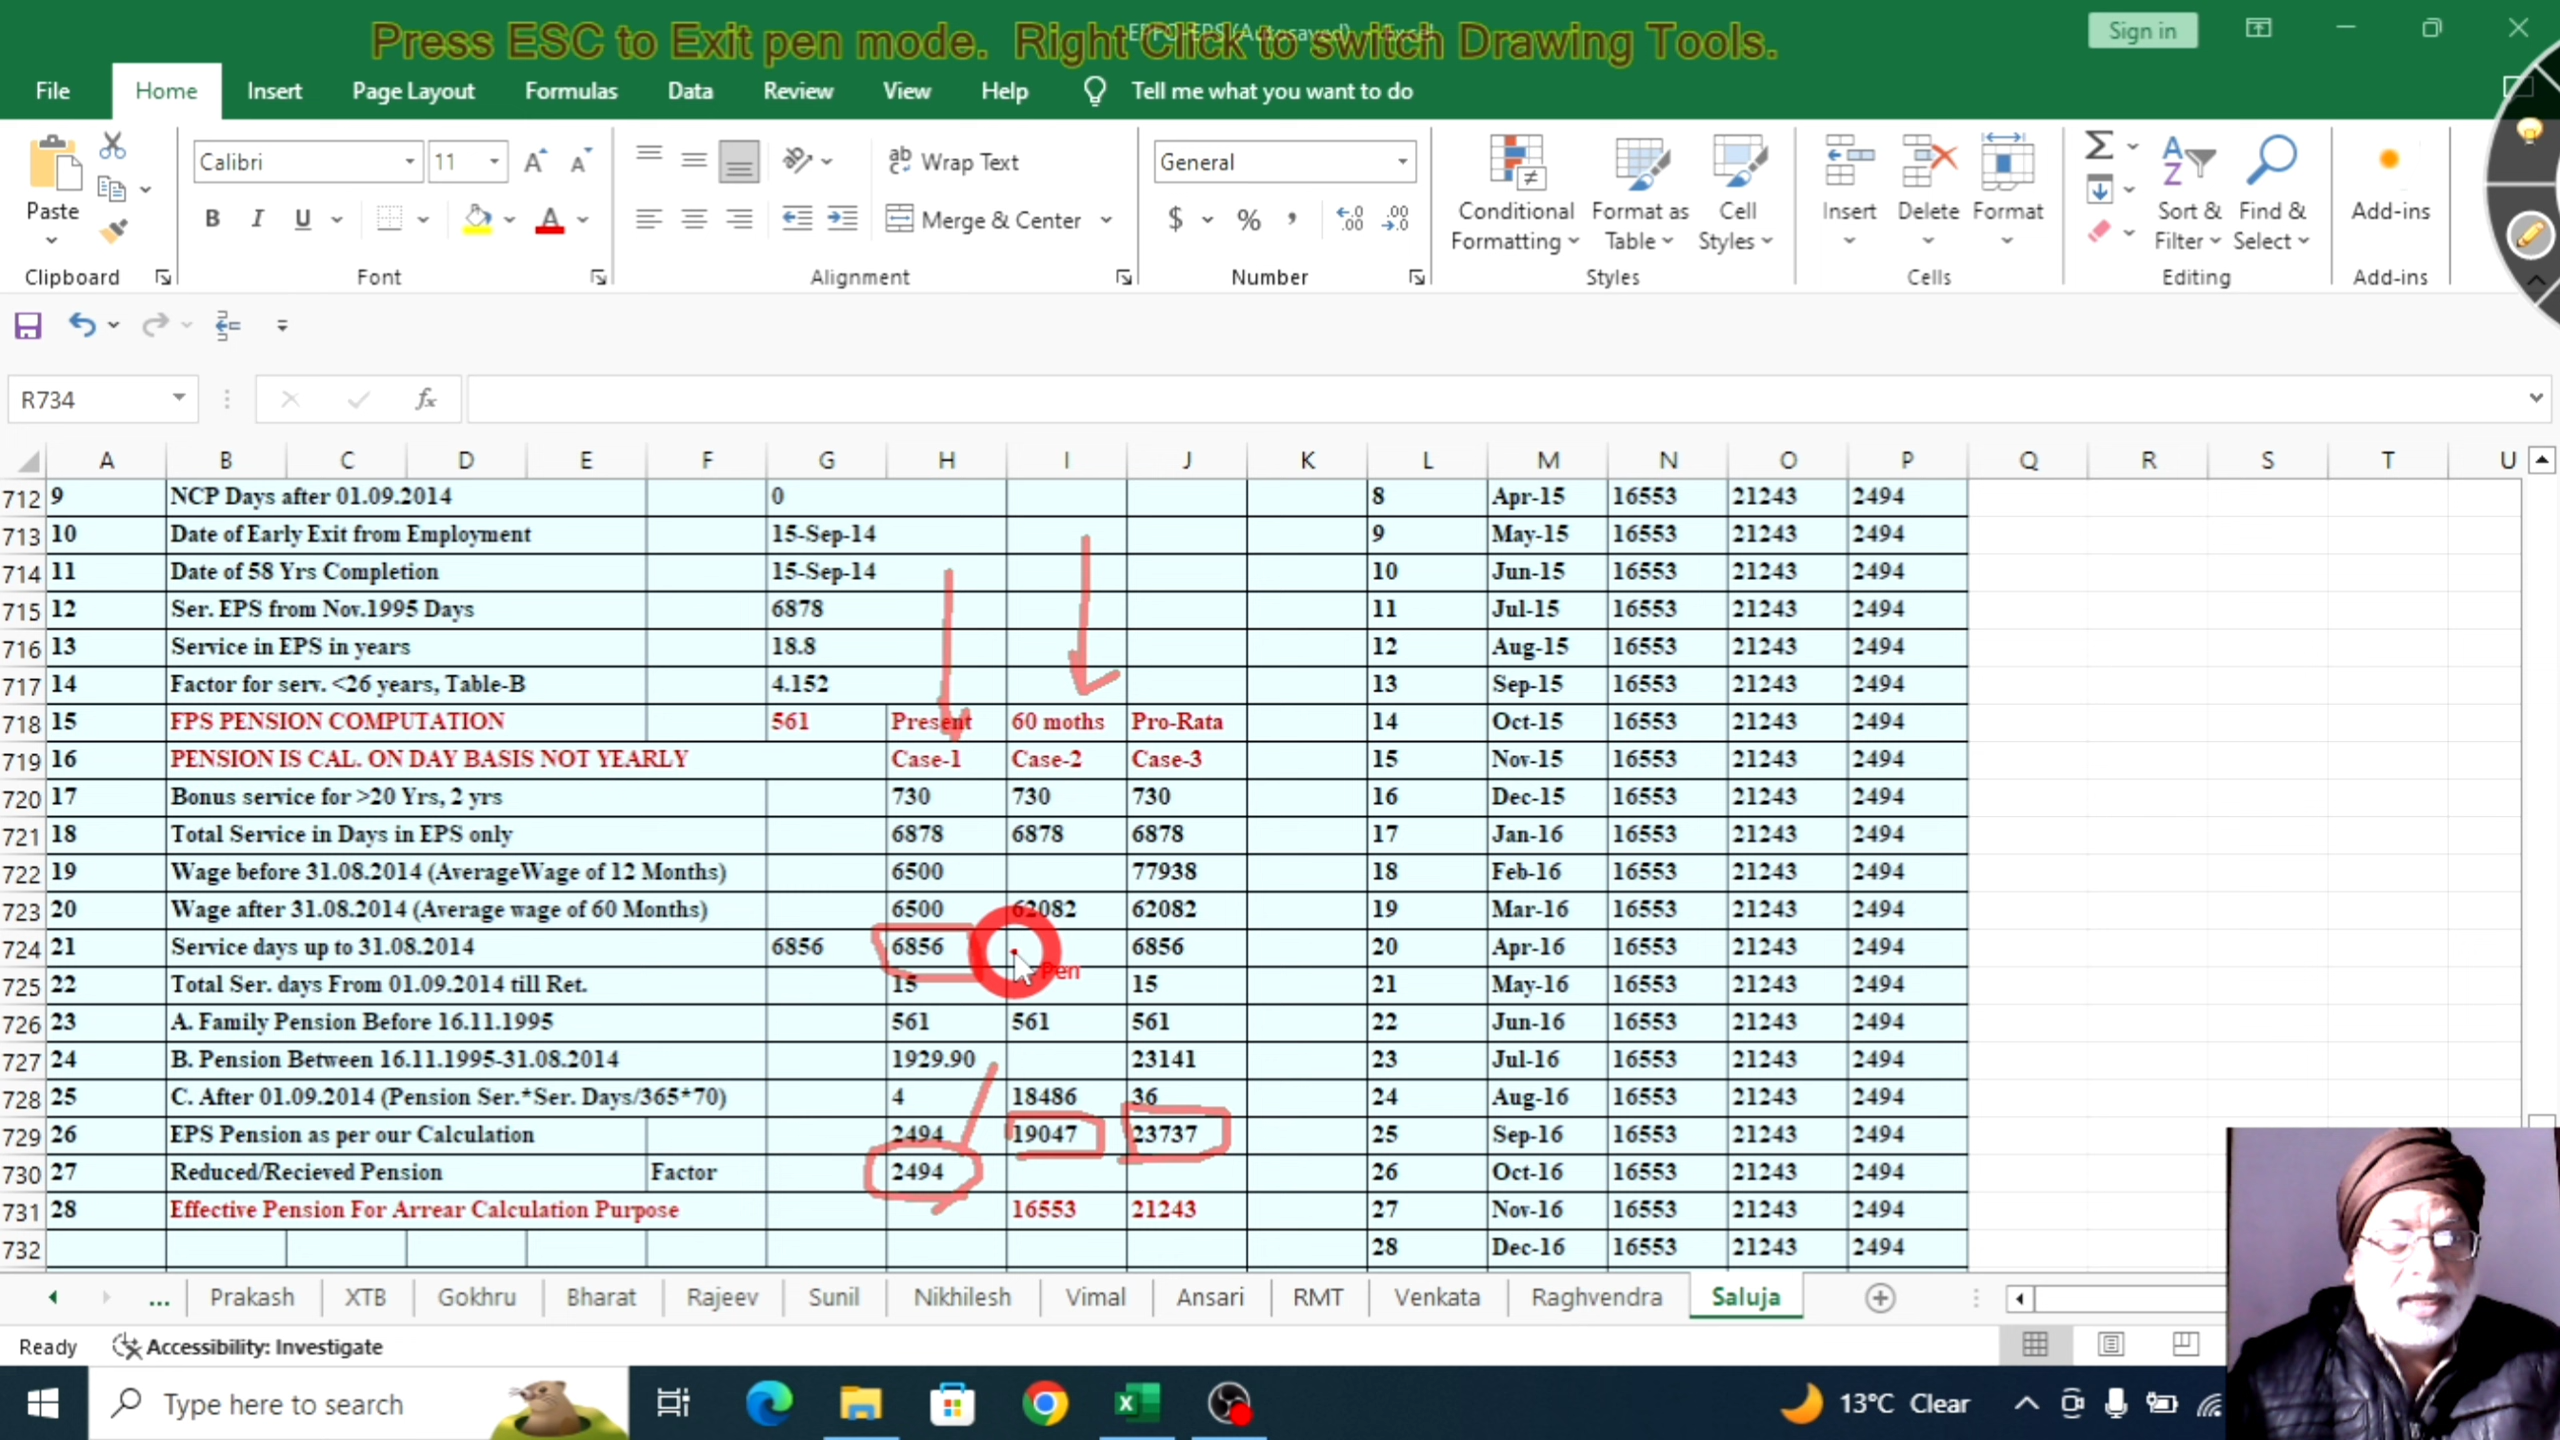 Press ESC to Exit pen mode. Right Click to switch Drawing Tools.
Sign in
File Home Insert Page Layout Formulas Data Review View Help Tell me what you want to do
Paste
Clipboard
Calibri 11
B I U
Font
Wrap Text
Merge & Center
Alignment
General
$ % ,
Number
Conditional Formatting
Format as Table
Cell Styles
Styles
Insert Delete Format
Cells
Sort & Filter
Find & Select
Editing
Add-ins
Add-ins
R734 fx
A B C D E F G H I J K L M N O P Q R S T U
712 9 NCP Days after 01.09.2014 0 8 Apr-15 16553 21243 2494
713 10 Date of Early Exit from Employment 15-Sep-14 9 May-15 16553 21243 2494
714 11 Date of 58 Yrs Completion 15-Sep-14 10 Jun-15 16553 21243 2494
715 12 Ser. EPS from Nov.1995 Days 6878 11 Jul-15 16553 21243 2494
716 13 Service in EPS in years 18.8 12 Aug-15 16553 21243 2494
717 14 Factor for serv. <26 years, Table-B 4.152 13 Sep-15 16553 21243 2494
718 15 FPS PENSION COMPUTATION 561 Present 60 moths Pro-Rata 14 Oct-15 16553 21243 2494
719 16 PENSION IS CAL. ON DAY BASIS NOT YEARLY Case-1 Case-2 Case-3 15 Nov-15 16553 21243 2494
720 17 Bonus service for >20 Yrs, 2 yrs 730 730 730 16 Dec-15 16553 21243 2494
721 18 Total Service in Days in EPS only 6878 6878 6878 17 Jan-16 16553 21243 2494
722 19 Wage before 31.08.2014 (AverageWage of 12 Months) 6500 77938 18 Feb-16 16553 21243 2494
723 20 Wage after 31.08.2014 (Average wage of 60 Months) 6500 62082 62082 19 Mar-16 16553 21243 2494
724 21 Service days up to 31.08.2014 6856 6856 6856 20 Apr-16 16553 21243 2494
Pen
725 22 Total Ser. days From 01.09.2014 till Ret. 15 15 21 May-16 16553 21243 2494
726 23 A. Family Pension Before 16.11.1995 561 561 561 22 Jun-16 16553 21243 2494
727 24 B. Pension Between 16.11.1995-31.08.2014 1929.90 23141 23 Jul-16 16553 21243 2494
728 25 C. After 01.09.2014 (Pension Ser.*Ser. Days/365*70) 4 18486 36 24 Aug-16 16553 21243 2494
729 26 EPS Pension as per our Calculation 2494 19047 23737 25 Sep-16 16553 21243 2494
730 27 Reduced/Recieved Pension Factor 2494 26 Oct-16 16553 21243 2494
731 28 Effective Pension For Arrear Calculation Purpose 16553 21243 27 Nov-16 16553 21243 2494
732 28 Dec-16 16553 21243 2494
... Prakash XTB Gokhru Bharat Rajeev Sunil Nikhilesh Vimal Ansari RMT Venkata Raghvendra Saluja
Ready Accessibility: Investigate
Type here to search
13°C Clear